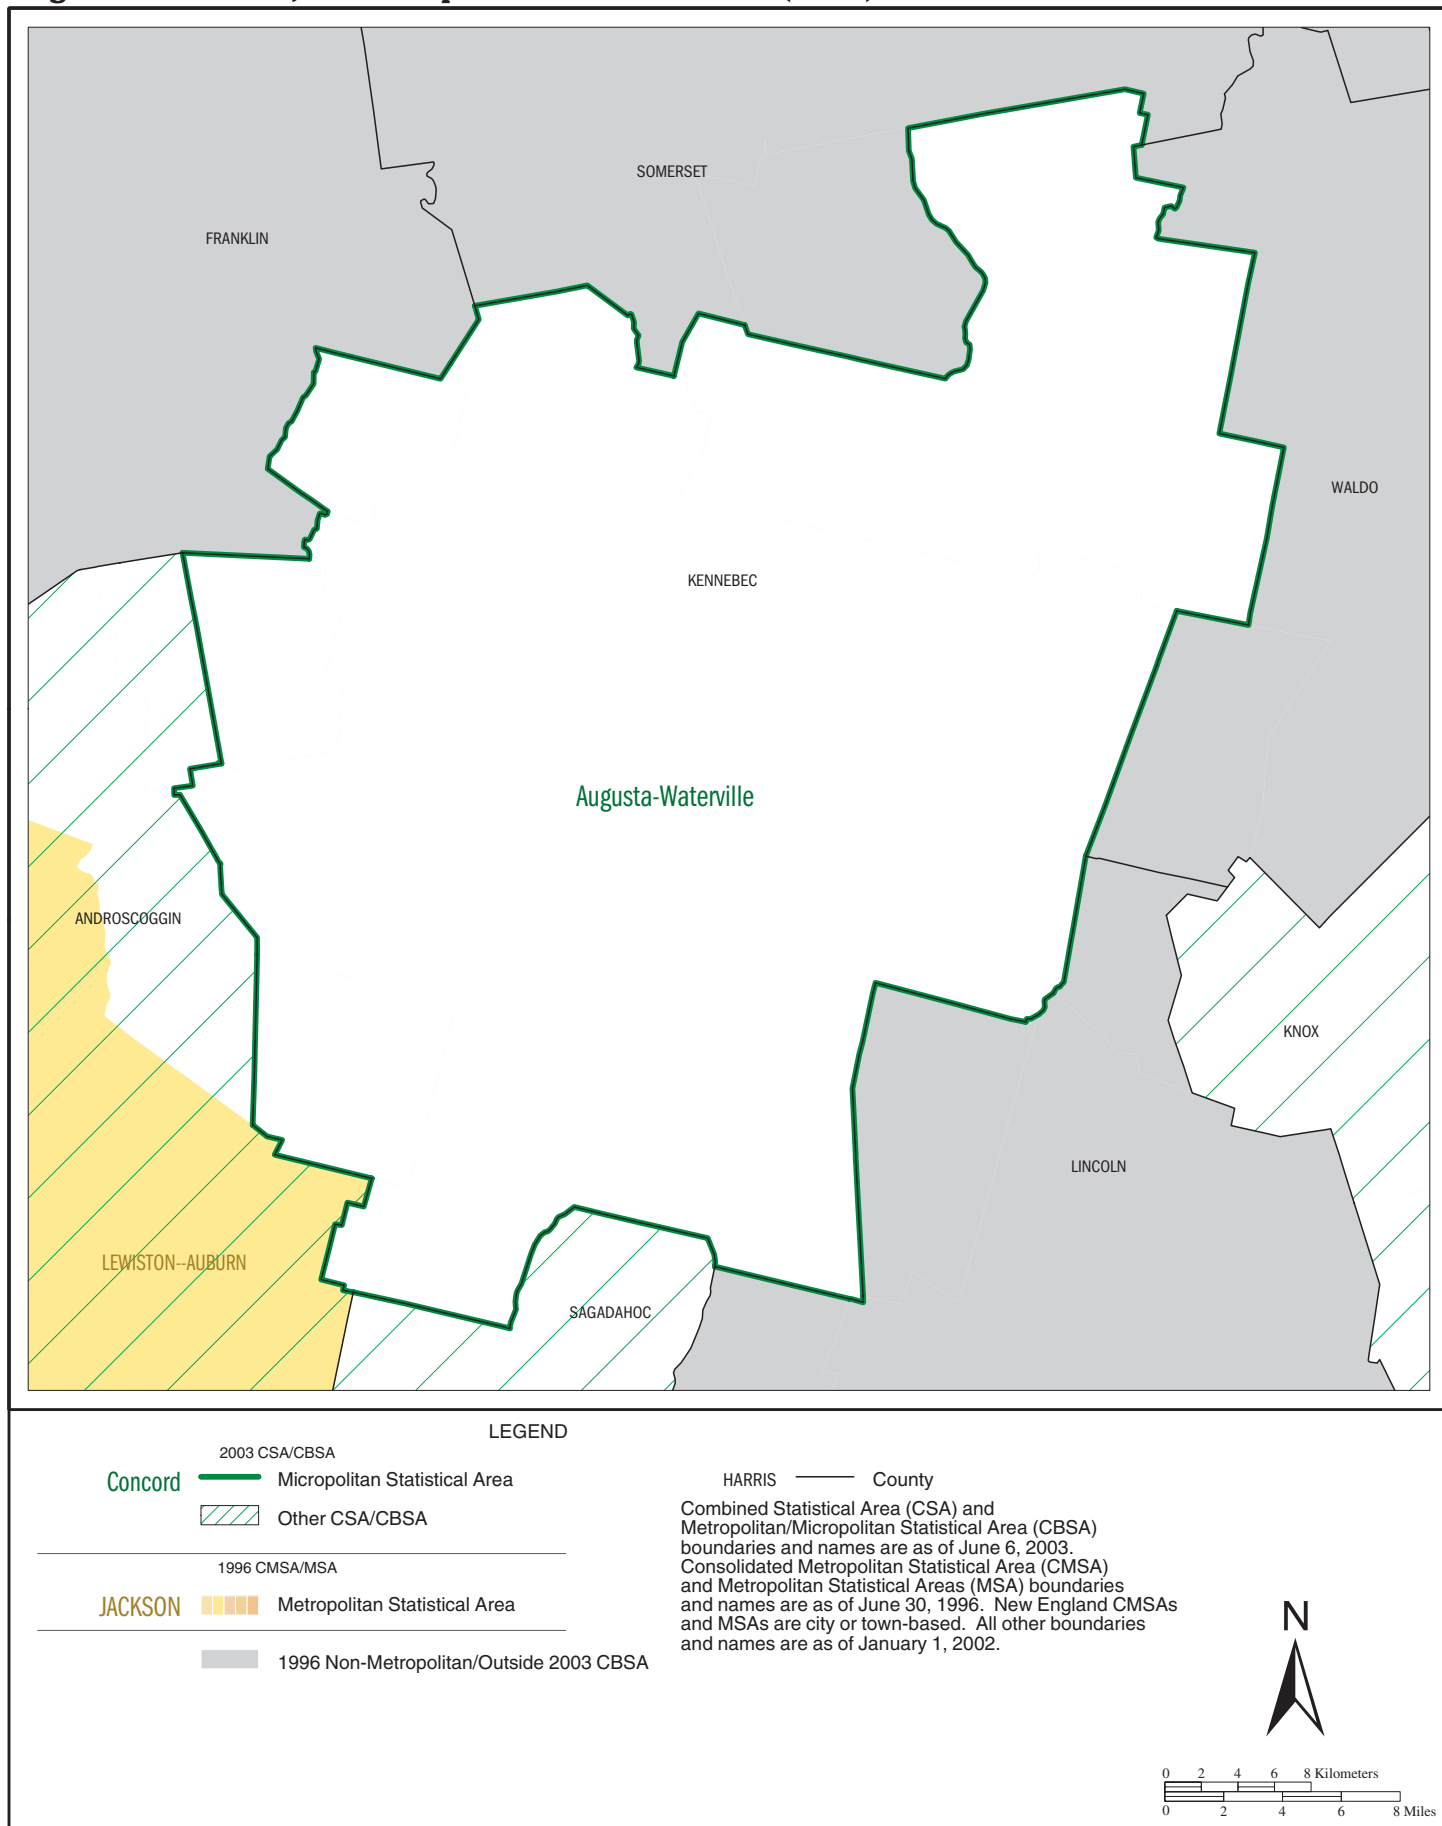 SOMERSET
FRANKLIN
WALDO
KENNEBEC
Augusta-Waterville
ANDROSCOGGIN
KNOX
LINCOLN
LEWISTON--AUBURN
SAGADAHOC
LEGEND
2003 CSA/CBSA
Concord Micropolitan Statistical Area
Other CSA/CBSA
1996 CMSA/MSA
JACKSON Metropolitan Statistical Area
1996 Non-Metropolitan/Outside 2003 CBSA
HARRIS County
Combined Statistical Area (CSA) and
Metropolitan/Micropolitan Statistical Area (CBSA)
boundaries and names are as of June 6, 2003.
Consolidated Metropolitan Statistical Area (CMSA)
and Metropolitan Statistical Areas (MSA) boundaries
and names are as of June 30, 1996. New England CMSAs
and MSAs are city or town-based. All other boundaries
and names are as of January 1, 2002.
N
0 2 4 6 8 Kilometers
0 2 4 6 8 Miles